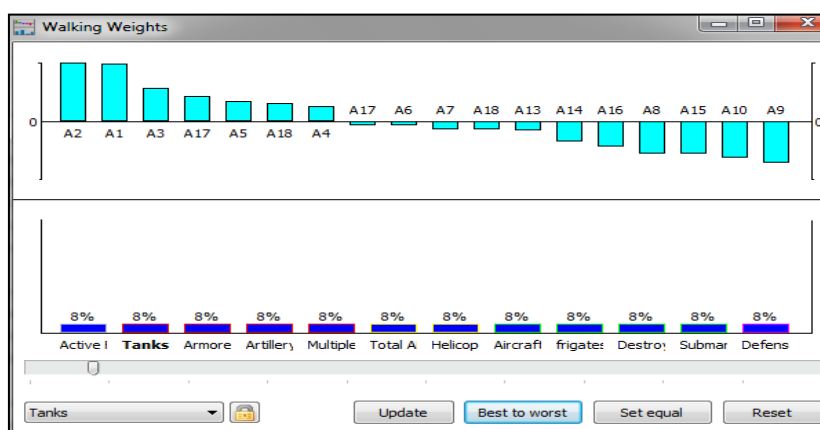 Walking Weights
A17 A6 A7 A18 A13 A14 A16 A8 A15 A10 A9
0 0
A2 A1 A3 A17 A5 A18 A4
8% 8% 8% 8% 8% 8% 8% 8% 8% 8% 8% 8%
Active I Tanks Armore Artillery Multiple Total A Helicop Aircraft frigates Destroy Submar Defens
Tanks Update Best to worst Set equal Reset